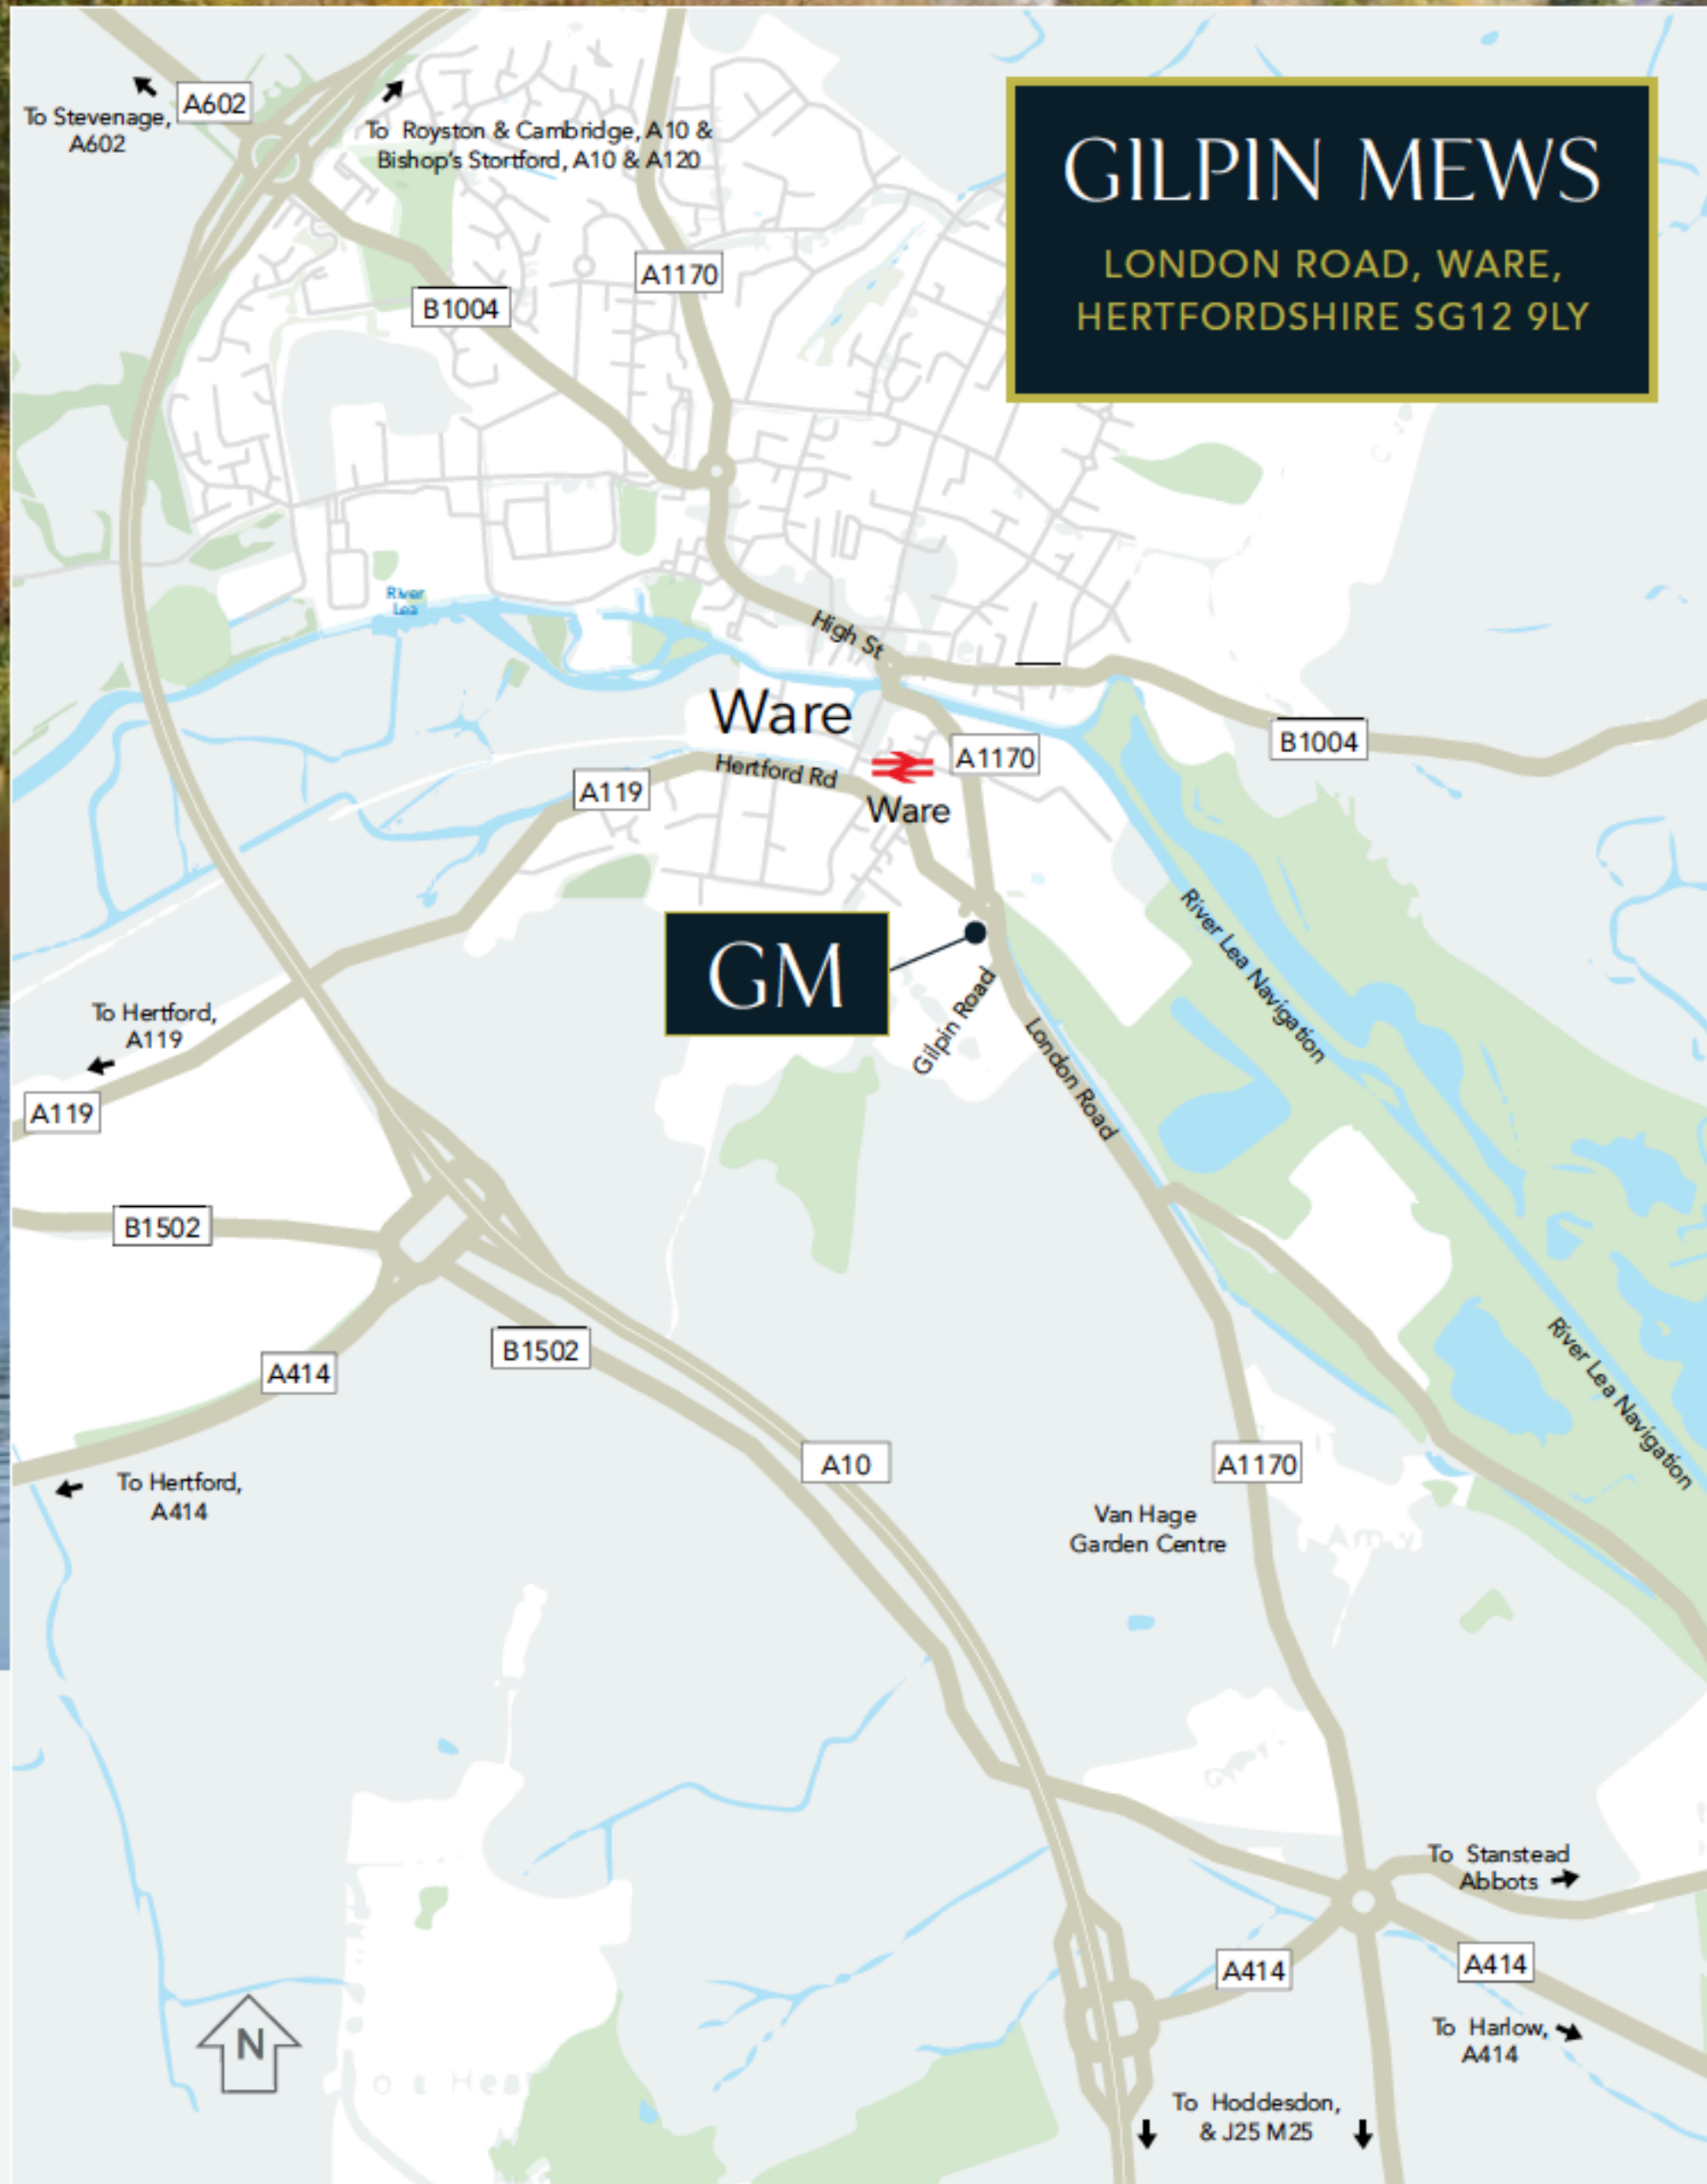 GILPIN MEWS
LONDON ROAD, WARE,
HERTFORDSHIRE SG12 9LY
A602
To Stevenage,
A602
To Royston & Cambridge, A10 &
Bishop's Stortford, A10 & A120
A1170
B1004
River
Lea
High St
Ware
B1004
A1170
Hertford Rd
A119
Ware
GM
River Lea Navigation
Gilpin Road
London Road
To Hertford,
A119
A119
B1502
B1502
A414
River Lea Navigation
A10
A1170
To Hertford,
A414
Van Hage
Garden Centre
To Stanstead
Abbots
A414
A414
N
To Harlow,
A414
To Hoddesdon,
& J25 M25